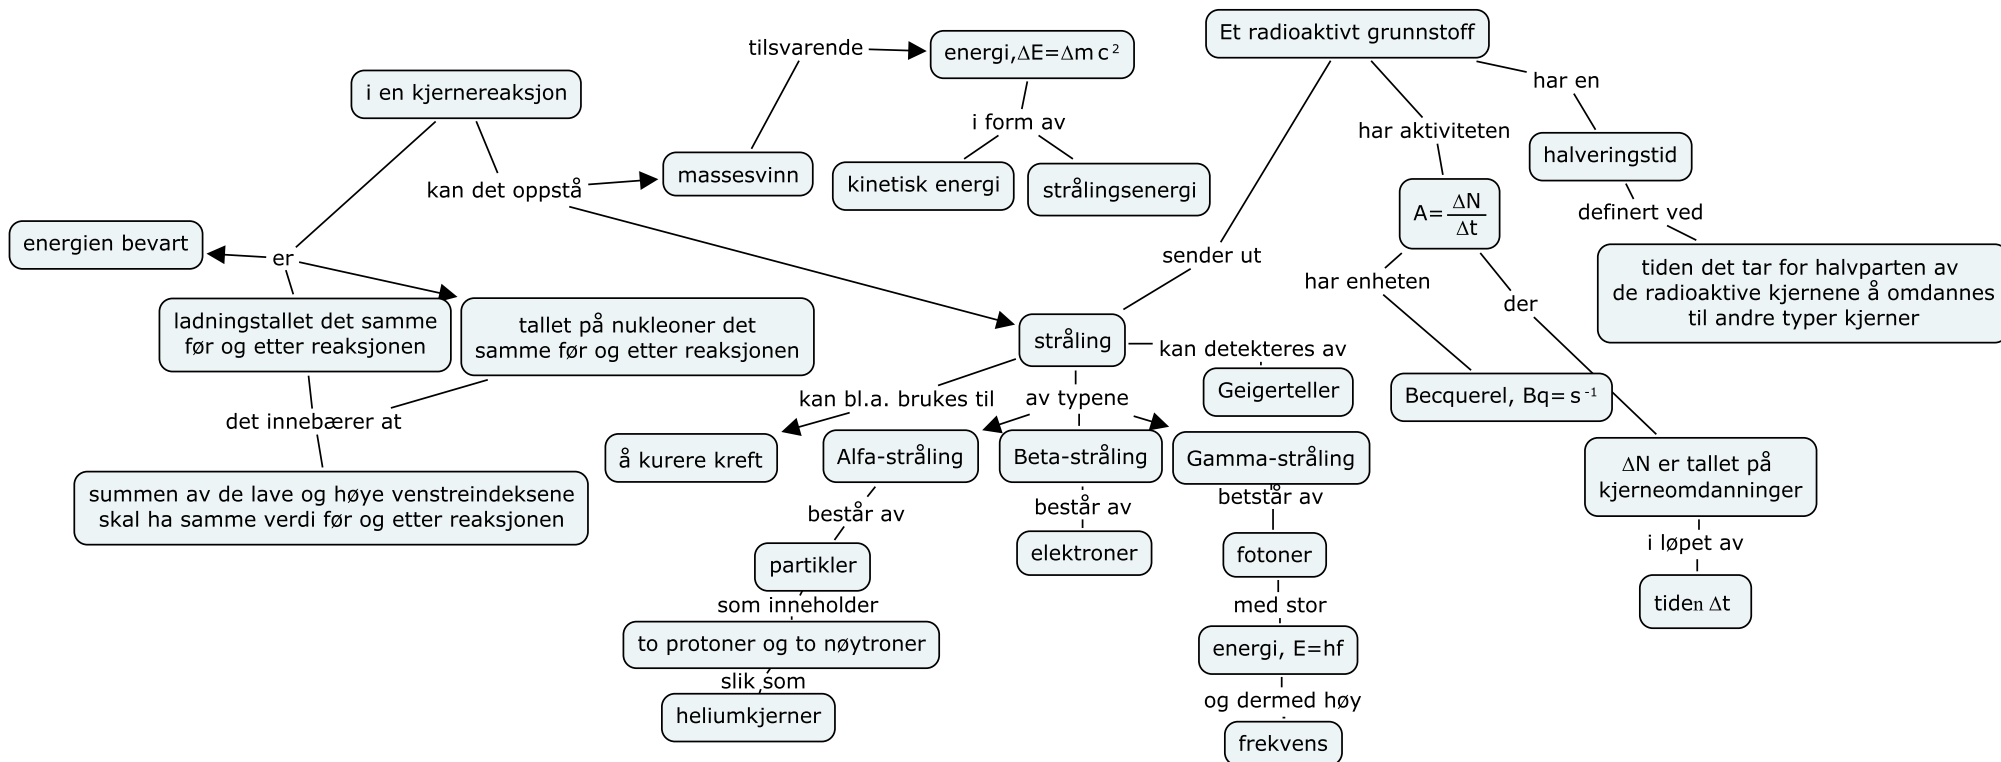 Et radioaktivt grunnstoff
tilsvarende
energi,ΔE=Δm c²
i en kjernereaksjon
har en
i form av
har aktiviteten
halveringstid
massesvinn
kan det oppstå
kinetisk energi
strålingsenergi
A=ΔN/Δt
definert ved
energien bevart
er
sender ut
tiden det tar for halvparten av
de radioaktive kjernene å omdannes
til andre typer kjerner
har enheten
der
ladningstallet det samme
før og etter reaksjonen
tallet på nukleoner det
samme før og etter reaksjonen
stråling
kan detekteres av
Geigerteller
Becquerel, Bq=s⁻¹
kan bl.a. brukes til
av typene
det innebærer at
å kurere kreft
Alfa-stråling
Beta-stråling
Gamma-stråling
ΔN er tallet på
kjerneomdanninger
summen av de lave og høye venstreindeksene
skal ha samme verdi før og etter reaksjonen
består av
består av
betstår av
i løpet av
partikler
elektroner
fotoner
tiden Δt
som inneholder
med stor
to protoner og to nøytroner
energi, E=hf
slik som
og dermed høy
heliumkjerner
frekvens